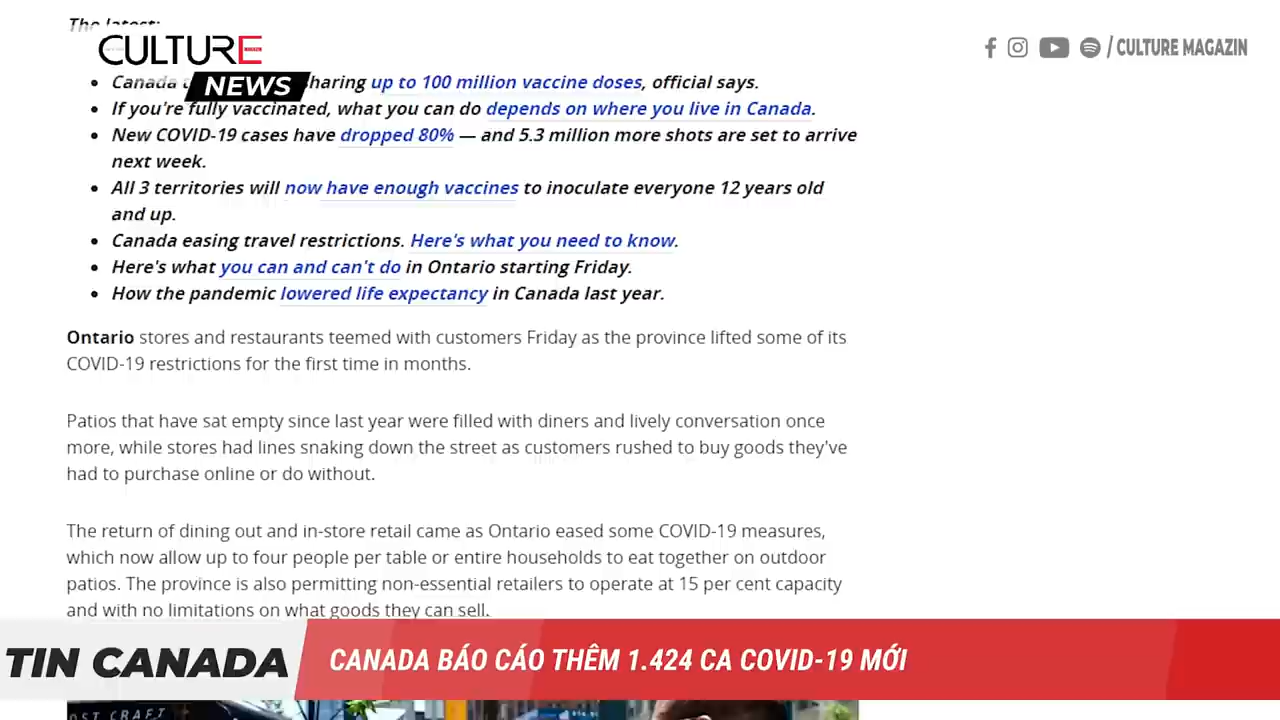 The latest:
CULTURE
NEWS
/ CULTURE MAGAZIN
Canada sharing up to 100 million vaccine doses, official says.
If you're fully vaccinated, what you can do depends on where you live in Canada.
New COVID-19 cases have dropped 80% — and 5.3 million more shots are set to arrive
next week.
All 3 territories will now have enough vaccines to inoculate everyone 12 years old
and up.
Canada easing travel restrictions. Here's what you need to know.
Here's what you can and can't do in Ontario starting Friday.
How the pandemic lowered life expectancy in Canada last year.
Ontario stores and restaurants teemed with customers Friday as the province lifted some of its
COVID-19 restrictions for the first time in months.
Patios that have sat empty since last year were filled with diners and lively conversation once
more, while stores had lines snaking down the street as customers rushed to buy goods they've
had to purchase online or do without.
The return of dining out and in-store retail came as Ontario eased some COVID-19 measures,
which now allow up to four people per table or entire households to eat together on outdoor
patios. The province is also permitting non-essential retailers to operate at 15 per cent capacity
and with no limitations on what goods they can sell.
TIN CANADA
CANADA BÁO CÁO THÊM 1.424 CA COVID-19 MỚI
CRAFT